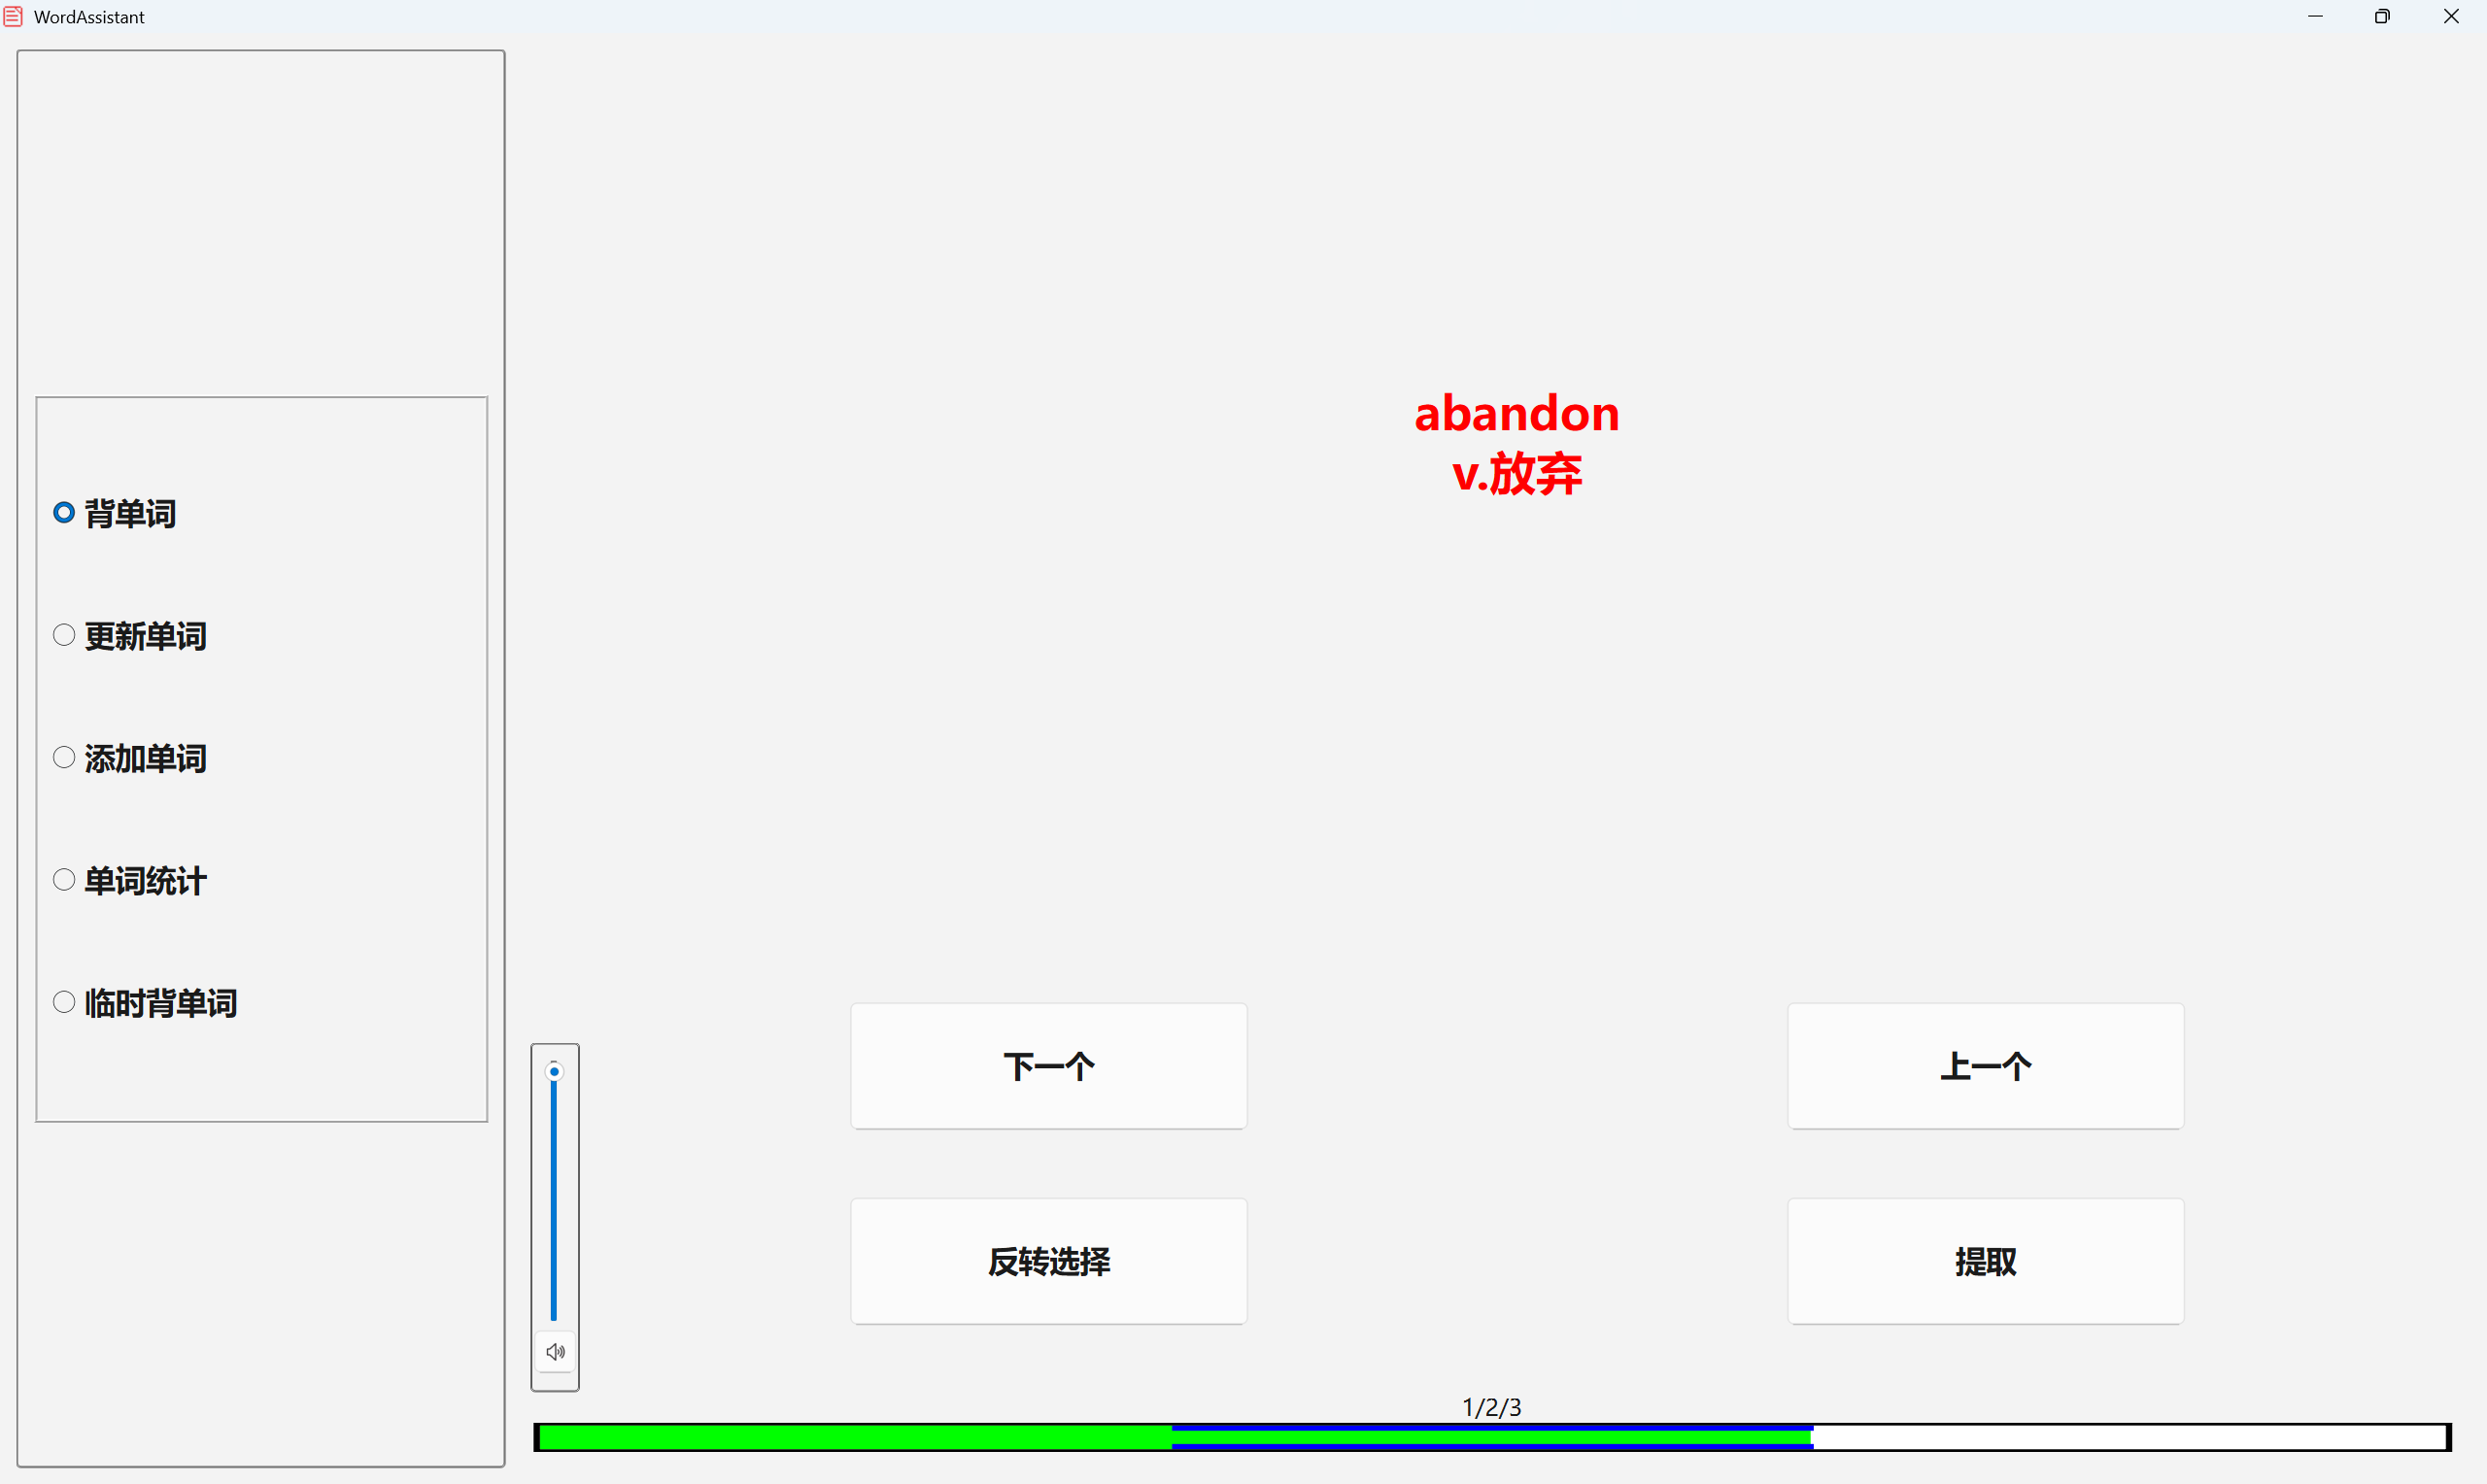 WordAssistant
背单词
更新单词
添加单词
单词统计
临时背单词
abandon
v.放弃
下一个
上一个
反转选择
提取
1/2/3